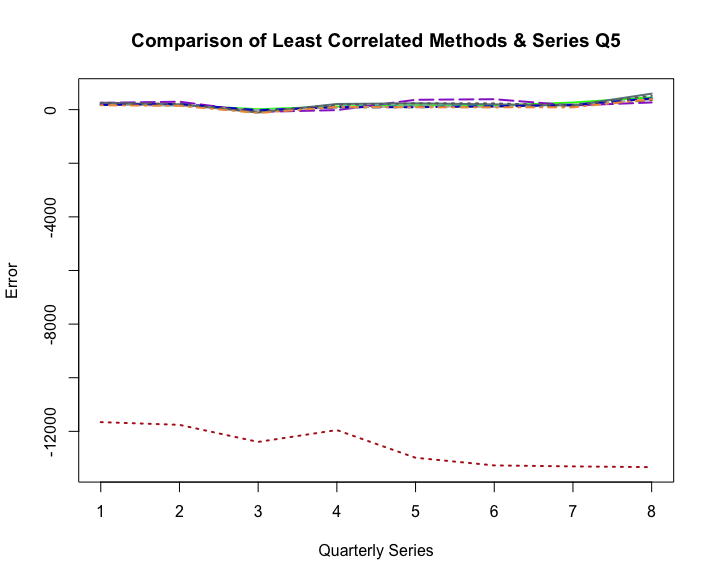 Comparison of Least Correlated Methods & Series Q5
0
-4000
-8000
-12000
Error
1 2 3 4 5 6 7 8
Quarterly Series